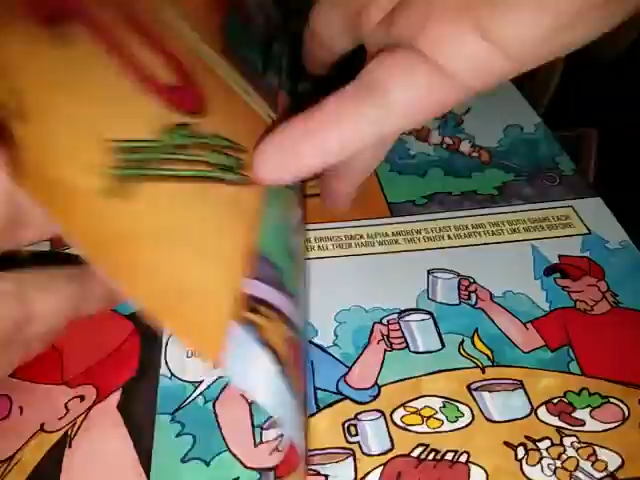 BRINGS BACK ALPHA ANDREW'S FEAST BOX AND THEY BOTH SHARE EACH
ER ALL THEIR HARD WORK. THEY ENJOY A HEARTY FEAST LIKE NEVER BEFORE.